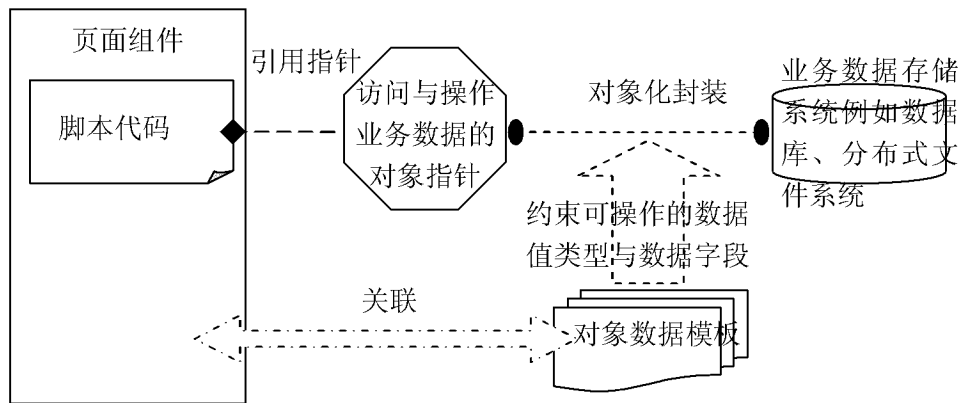 页面组件
脚本代码
引用指针
访问与操作
业务数据的
对象指针
对象化封装
业务数据存储
系统例如数据
库、分布式文
件系统
约束可操作的数据
值类型与数据字段
关联
对象数据模板